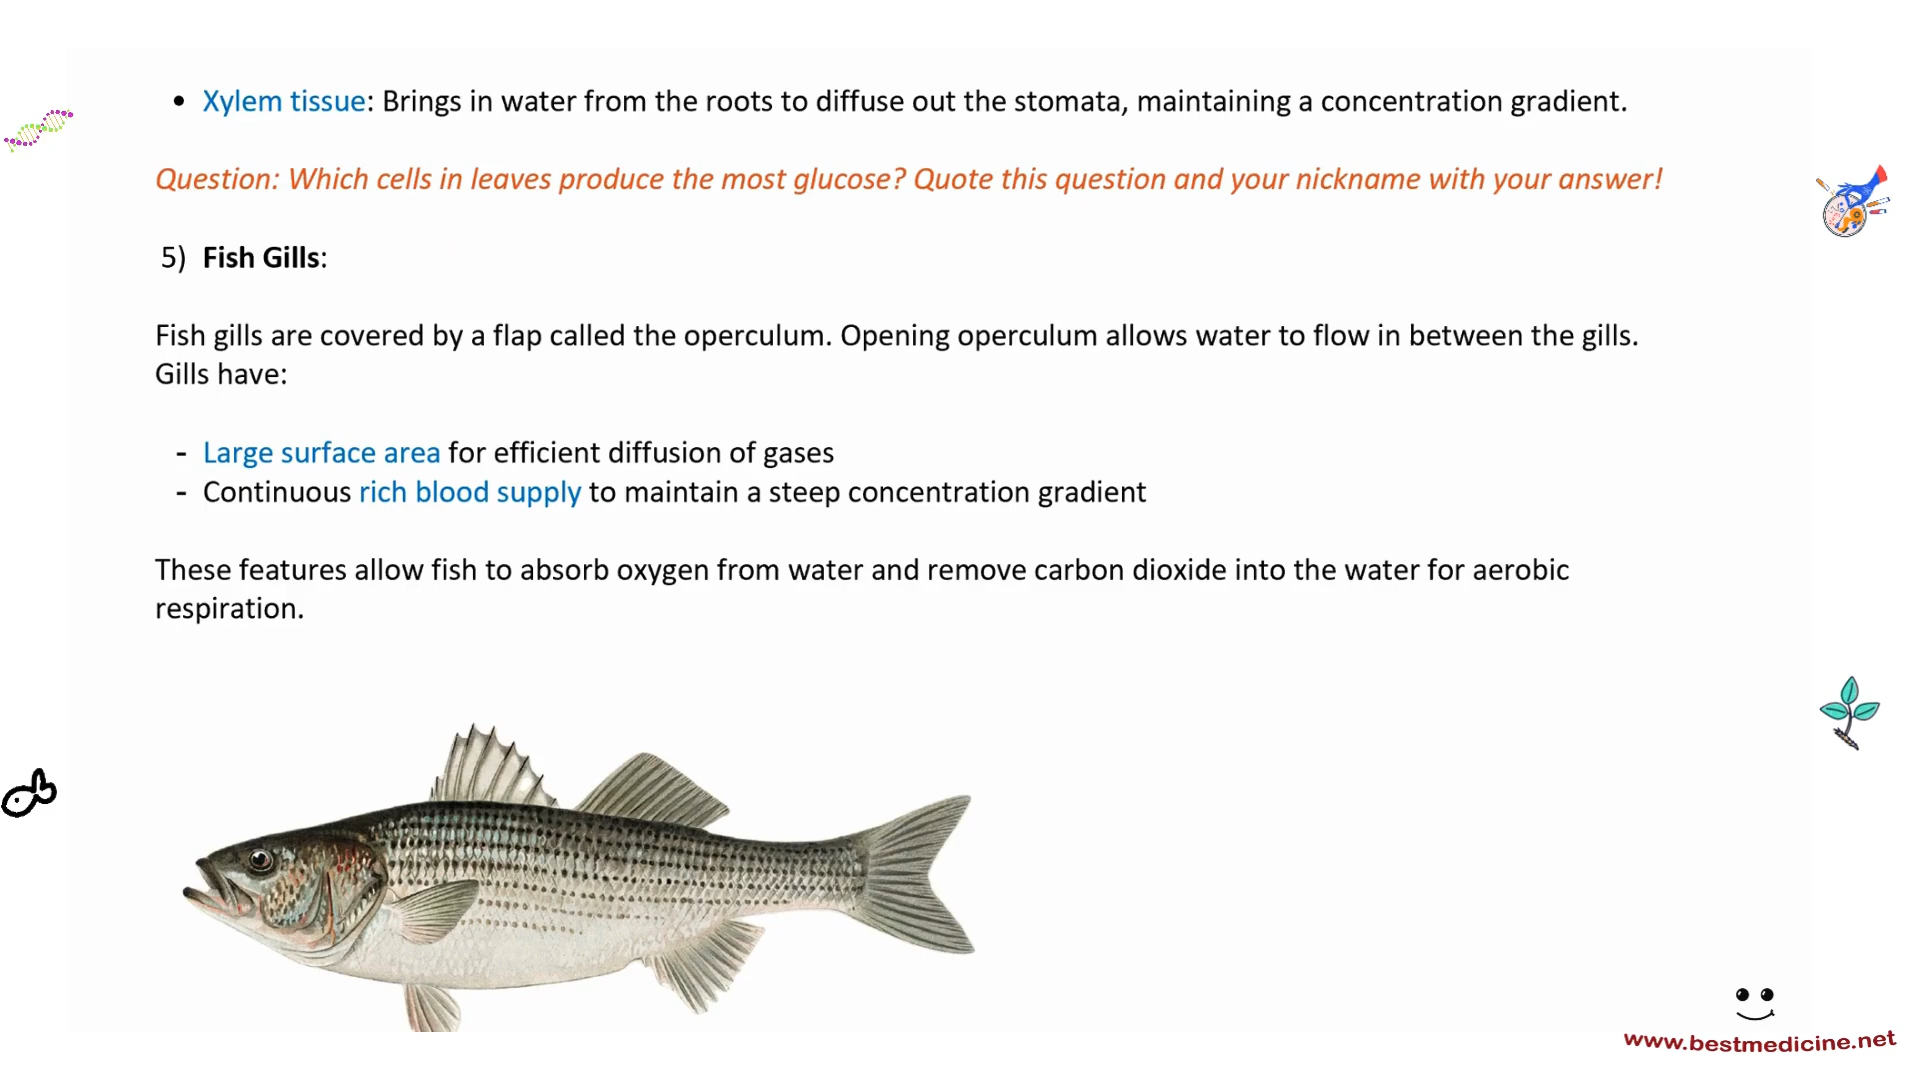 • Xylem tissue: Brings in water from the roots to diffuse out the stomata, maintaining a concentration gradient.
Question: Which cells in leaves produce the most glucose? Quote this question and your nickname with your answer!
5) Fish Gills:
Fish gills are covered by a flap called the operculum. Opening operculum allows water to flow in between the gills.
Gills have:
- Large surface area for efficient diffusion of gases
- Continuous rich blood supply to maintain a steep concentration gradient
These features allow fish to absorb oxygen from water and remove carbon dioxide into the water for aerobic
respiration.
www.bestmedicine.net